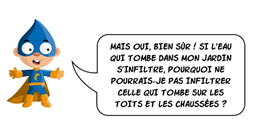 MAIS OUI, BIEN SÛR ! SI L'EAU
QUI TOMBE DANS MON JARDIN
S'INFILTRE, POURQUOI NE
POURRAIS-JE PAS INFILTRER
CELLE QUI TOMBE SUR LES
TOITS ET LES CHAUSSÉES ?